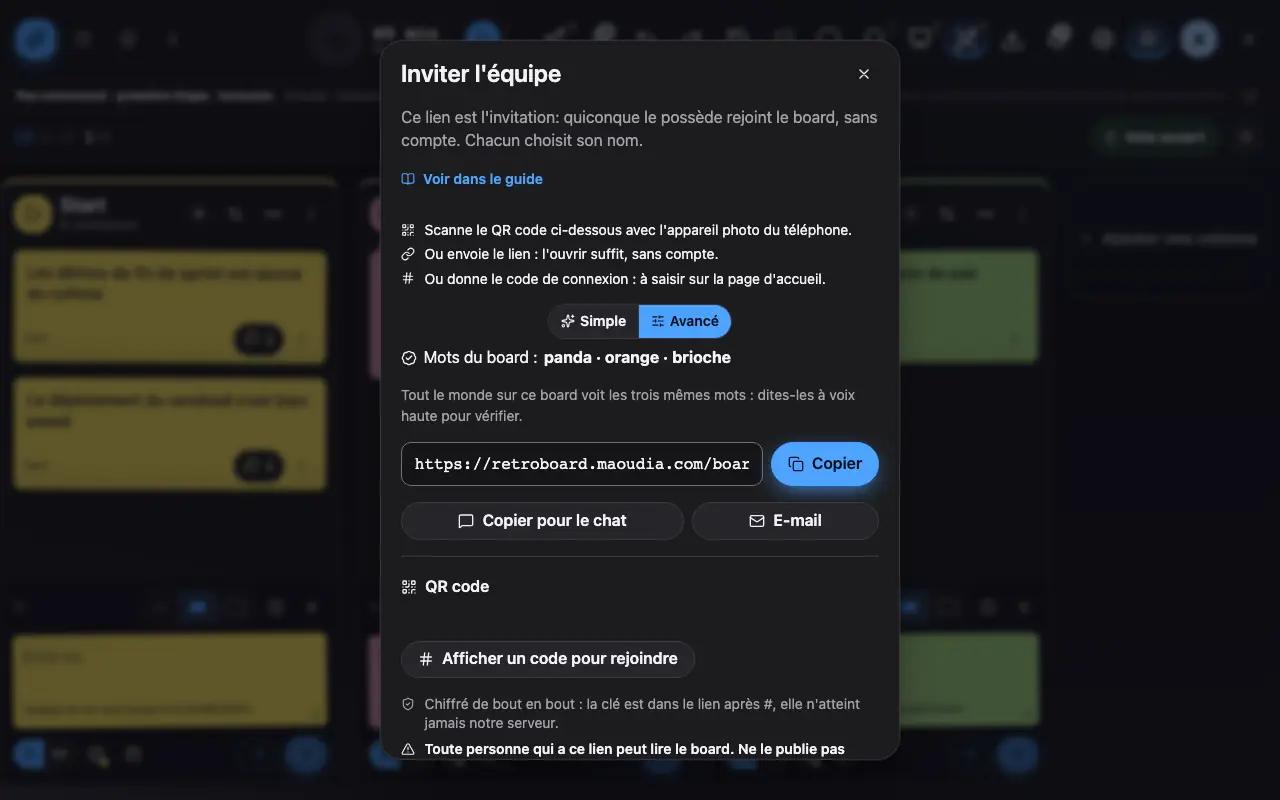 Inviter l'équipe
Ce lien est l'invitation: quiconque le possède rejoint le board, sans
compte. Chacun choisit son nom.
Voir dans le guide
Scanne le QR code ci-dessous avec l'appareil photo du téléphone.
Ou envoie le lien : l'ouvrir suffit, sans compte.
Ou donne le code de connexion : à saisir sur la page d'accueil.
Simple
Avancé
Mots du board : panda · orange · brioche
Tout le monde sur ce board voit les trois mêmes mots : dites-les à voix
haute pour vérifier.
https://retroboard.maoudia.com/boar
Copier
Copier pour le chat
E-mail
QR code
Afficher un code pour rejoindre
Chiffré de bout en bout : la clé est dans le lien après #, elle n'atteint
jamais notre serveur.
Toute personne qui a ce lien peut lire le board. Ne le publie pas
Start